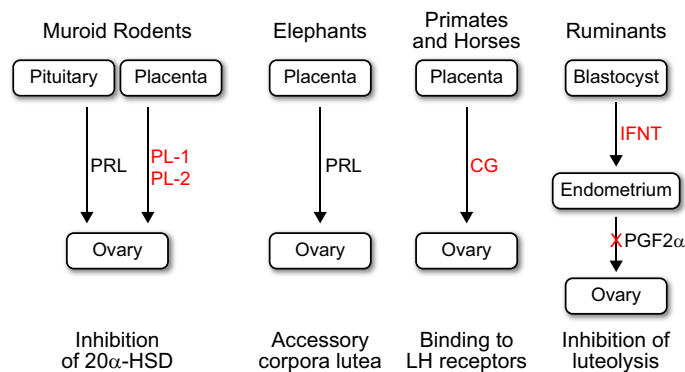 Muroid Rodents
Pituitary
Placenta
PRL
PL-1
PL-2
Ovary
Inhibition
of 20α-HSD
Elephants
Placenta
PRL
Ovary
Accessory
corpora lutea
Primates
and Horses
Placenta
CG
Ovary
Binding to
LH receptors
Ruminants
Blastocyst
IFNT
Endometrium
X PGF2α
Ovary
Inhibition of
luteolysis